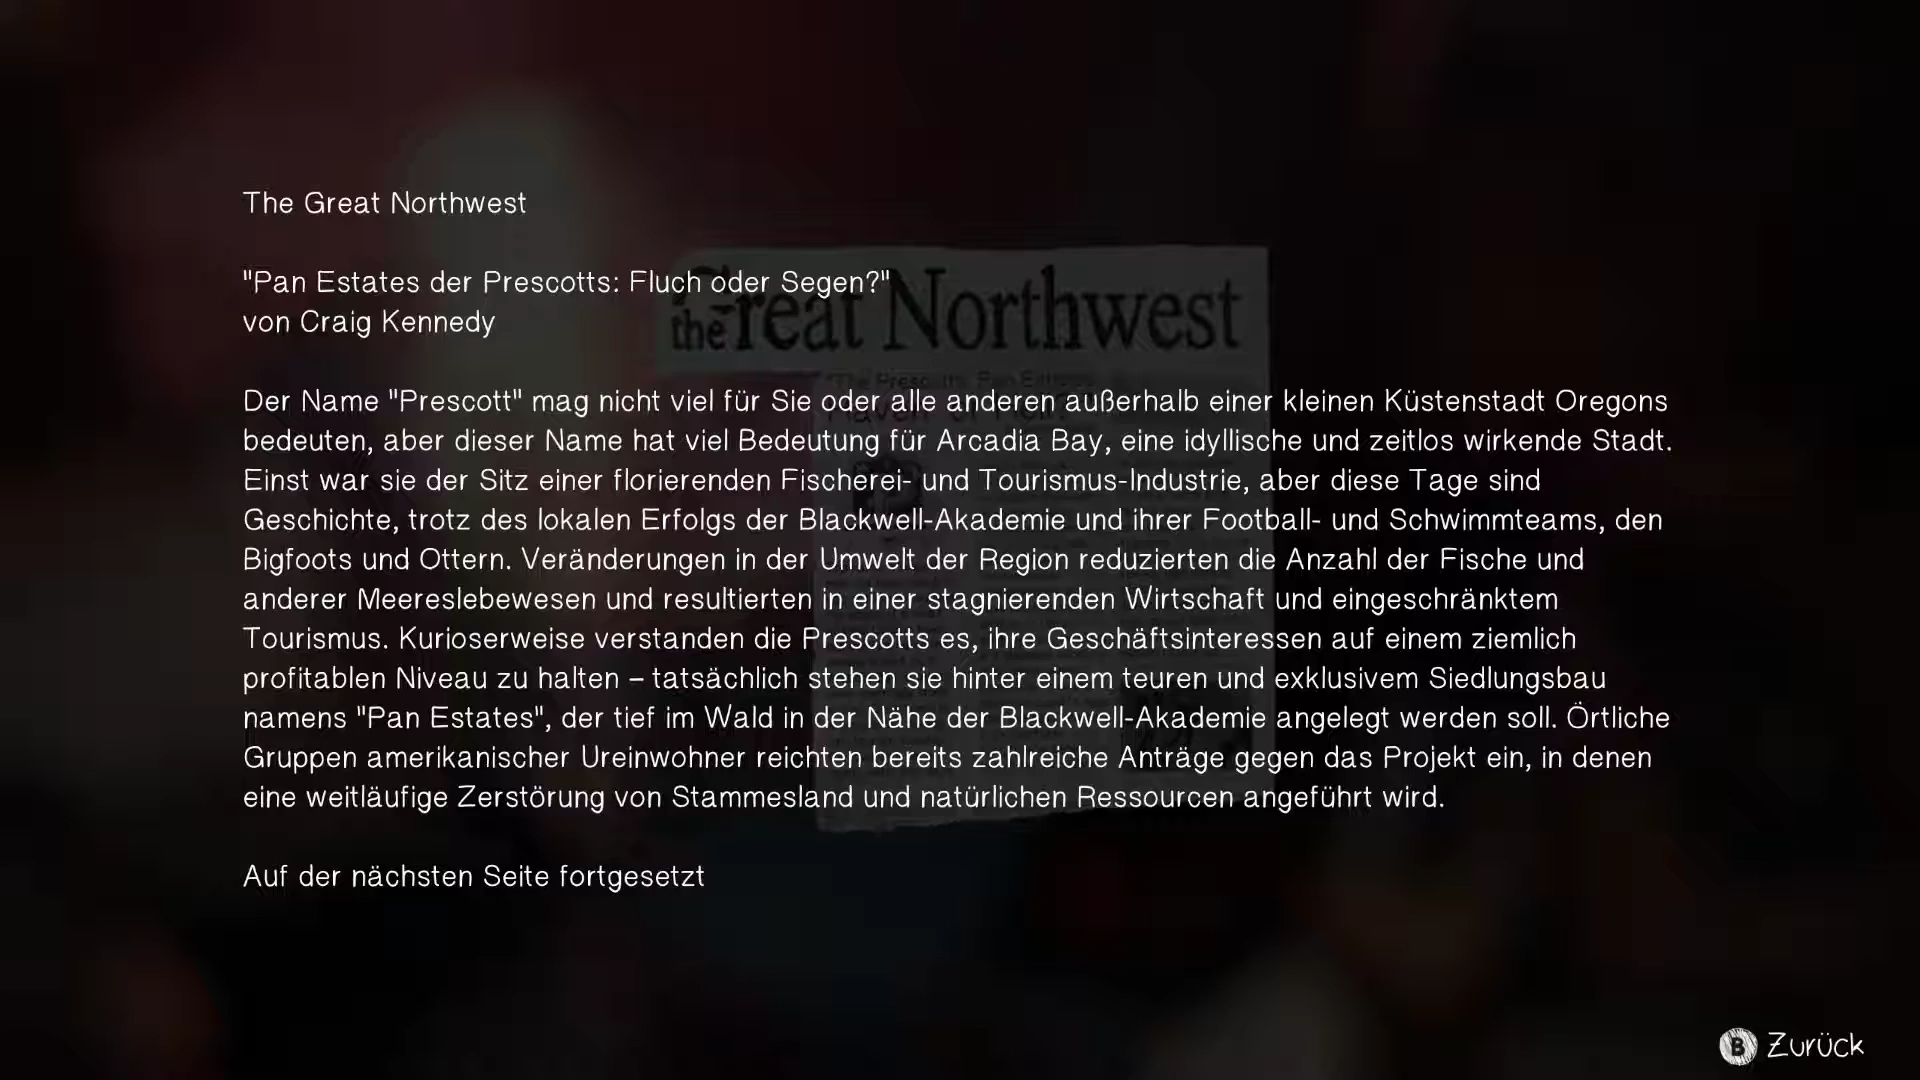 The Great Northwest
"Pan Estates der Prescotts: Fluch oder Segen?"
von Craig Kennedy
the Great Northwest
Der Name "Prescott" mag nicht viel für Sie oder alle anderen außerhalb einer kleinen Küstenstadt Oregons
bedeuten, aber dieser Name hat viel Bedeutung für Arcadia Bay, eine idyllische und zeitlos wirkende Stadt.
Einst war sie der Sitz einer florierenden Fischerei- und Tourismus-Industrie, aber diese Tage sind
Geschichte, trotz des lokalen Erfolgs der Blackwell-Akademie und ihrer Football- und Schwimmteams, den
Bigfoots und Ottern. Veränderungen in der Umwelt der Region reduzierten die Anzahl der Fische und
anderer Meereslebewesen und resultierten in einer stagnierenden Wirtschaft und eingeschränktem
Tourismus. Kurioserweise verstanden die Prescotts es, ihre Geschäftsinteressen auf einem ziemlich
profitablen Niveau zu halten – tatsächlich stehen sie hinter einem teuren und exklusivem Siedlungsbau
namens "Pan Estates", der tief im Wald in der Nähe der Blackwell-Akademie angelegt werden soll. Örtliche
Gruppen amerikanischer Ureinwohner reichten bereits zahlreiche Anträge gegen das Projekt ein, in denen
eine weitläufige Zerstörung von Stammesland und natürlichen Ressourcen angeführt wird.
Auf der nächsten Seite fortgesetzt
B Zurück